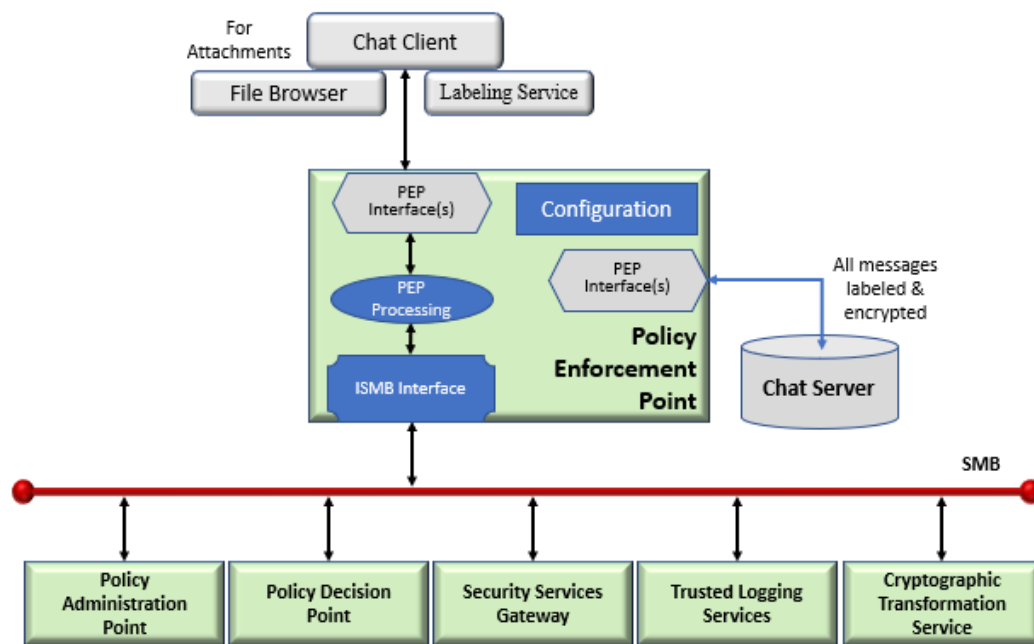 For
Attachments
Chat Client
File Browser
Labeling Service
PEP
Interface(s)
Configuration
PEP
Interface(s)
All messages
labeled &
encrypted
PEP
Processing
Policy
Enforcement
Point
ISMB Interface
Chat Server
SMB
Policy
Administration
Point
Policy Decision
Point
Security Services
Gateway
Trusted Logging
Services
Cryptographic
Transformation
Service